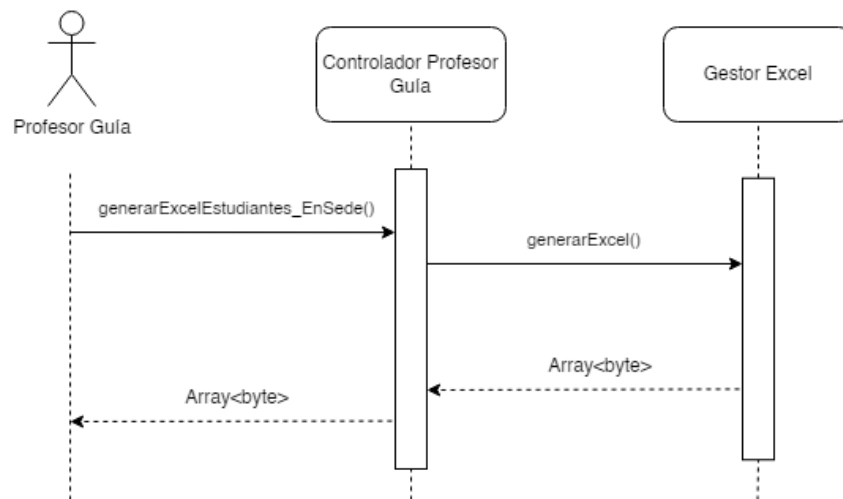 Controlador Profesor
Guía
Gestor Excel
Profesor Guía
generarExcelEstudiantes_EnSede()
generarExcel()
Array<byte>
Array<byte>